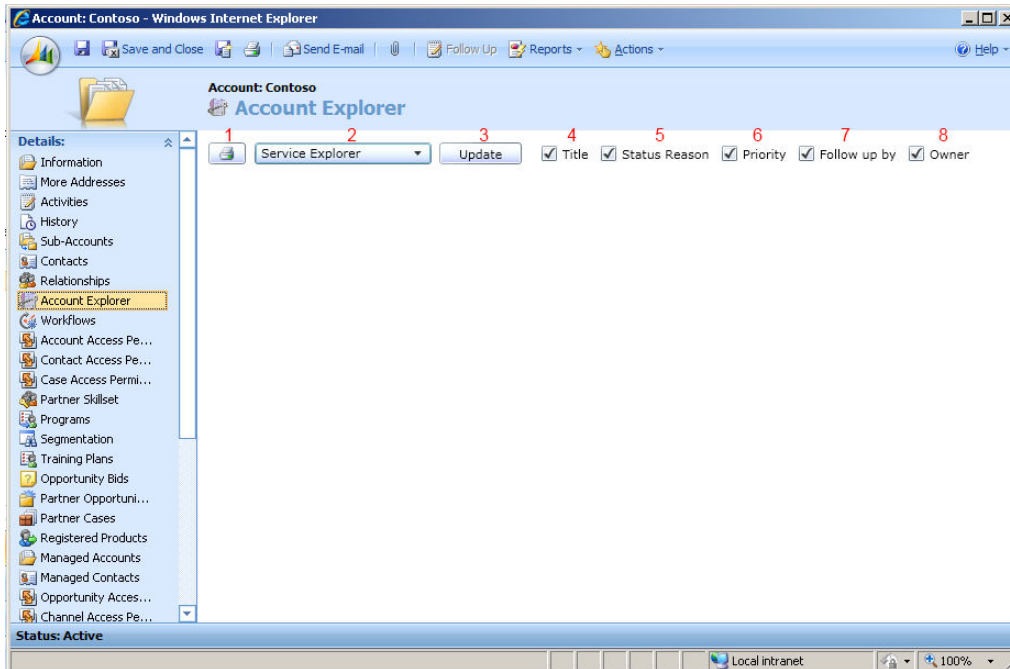 Account: Contoso - Windows Internet Explorer
Save and Close Send E-mail Follow Up Reports Actions Help
Account: Contoso
Account Explorer
1 2 3 4 5 6 7 8
Service Explorer Update Title Status Reason Priority Follow up by Owner
Details:
Information
More Addresses
Activities
History
Sub-Accounts
Contacts
Relationships
Account Explorer
Workflows
Account Access Pe...
Contact Access Pe...
Case Access Permi...
Partner Skillset
Programs
Segmentation
Training Plans
Opportunity Bids
Partner Opportuni...
Partner Cases
Registered Products
Managed Accounts
Managed Contacts
Opportunity Acces...
Channel Access Pe...
Status: Active
Local intranet 100%